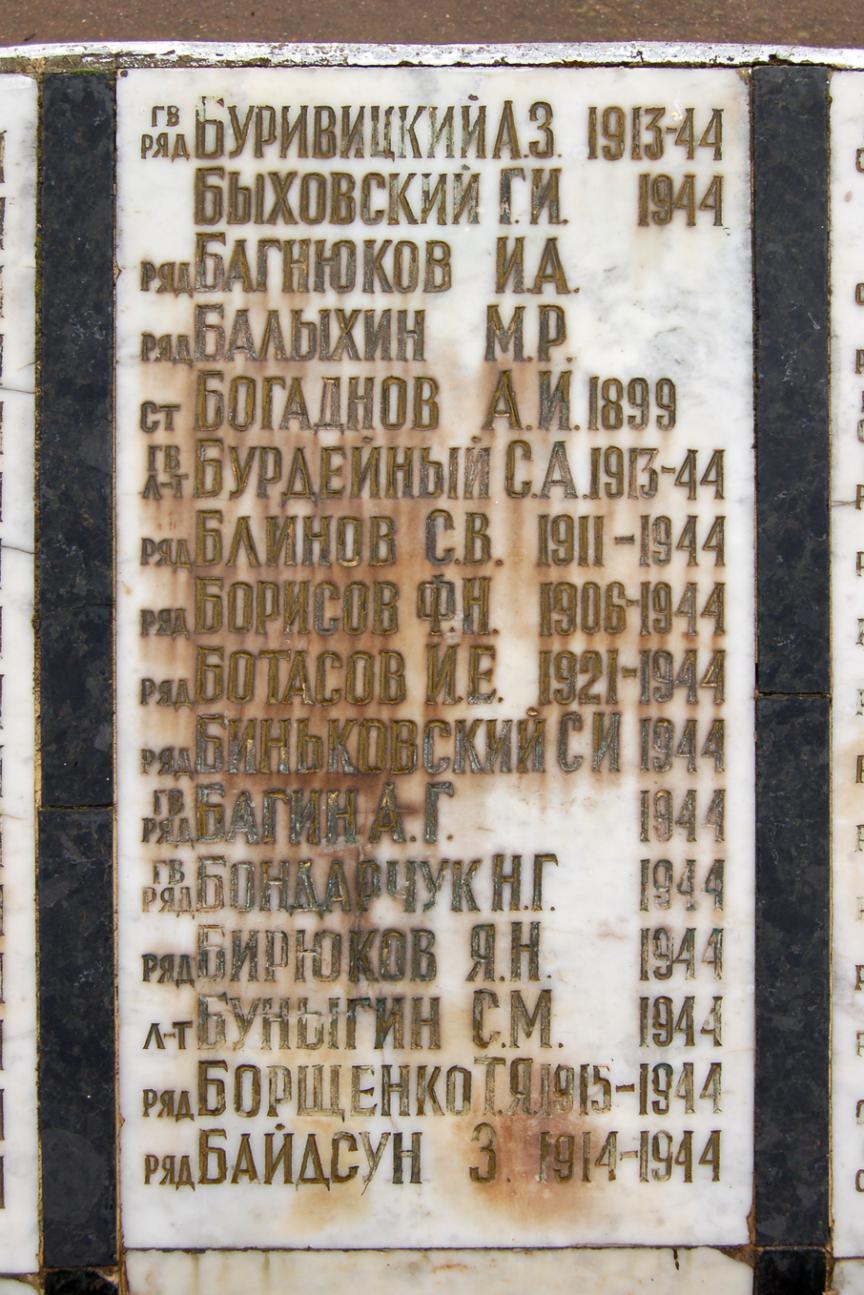 ГВ РЯД БУРИВИЦКИЙ А.З. 1913-44
БЫХОВСКИЙ Г.И. 1944
РЯД БАГНЮКОВ И.А.
РЯД БАЛЫХИН М.Р.
СТ БОГАДНОВ А.И. 1899
ГВ Л-Т БУРДЕЙНЫЙ С.А. 1913-44
РЯД БЛИНОВ С.В. 1911-1944
РЯД БОРИСОВ Ф.Н. 1906-1944
РЯД БОТАСОВ И.Е. 1921-1944
РЯД БИНЬКОВСКИЙ С И 1944
ГВ РЯД БАГИН А.Г. 1944
ГВ РЯД БОНДАРЧУК Н.Г. 1944
РЯД БИРЮКОВ Я.Н. 1944
Л-Т БУНЫГИН С.М. 1944
РЯД БОРЩЕНКО Т.Я. 1915-1944
РЯД БАЙДСУН З. 1914-1944